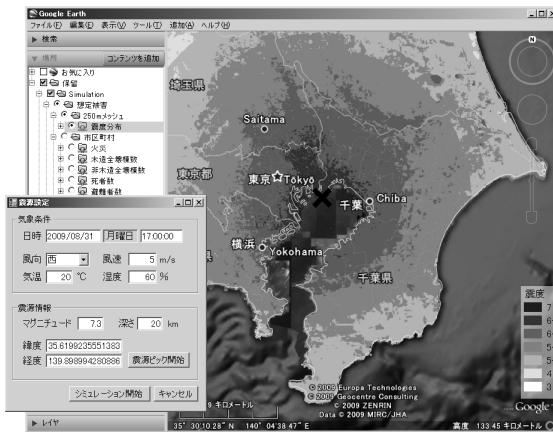 Google Earth
ファイル(F) 編集(E) 表示(V) ツール(T) 追加(A) ヘルプ(H)
検索
場所
コンテンツを追加
お気に入り
保留
Simulation
想定被害
250mメッシュ
震度分布
市区町村
火災
木造全壊棟数
非木造全壊棟数
死者数
避難者数
レイヤ
震源設定
気象条件
日時 2009/08/31 月曜日 17:00:00
風向 西 風速 5 m/s
気温 20 ℃ 湿度 60 %
震源情報
マグニチュード 7.3 深さ 20 km
緯度 35.6199235551383
経度 139.898994280886 震源ピック開始
シミュレーション開始 キャンセル
埼玉県
Saitama
東京都
東京 Tōkyō
千葉
Chiba
横浜
Yokohama
千葉県
N
震度
7
6-
5-
4
3
© 2009 Europa Technologies
© 2009 Geocentre Consulting
© 2009 ZENRIN
Data © 2009 MIRC/JHA
Google
9 キロメートル
35° 30'10.28" N 140° 04'38.47" E
高度 133.45 キロメートル